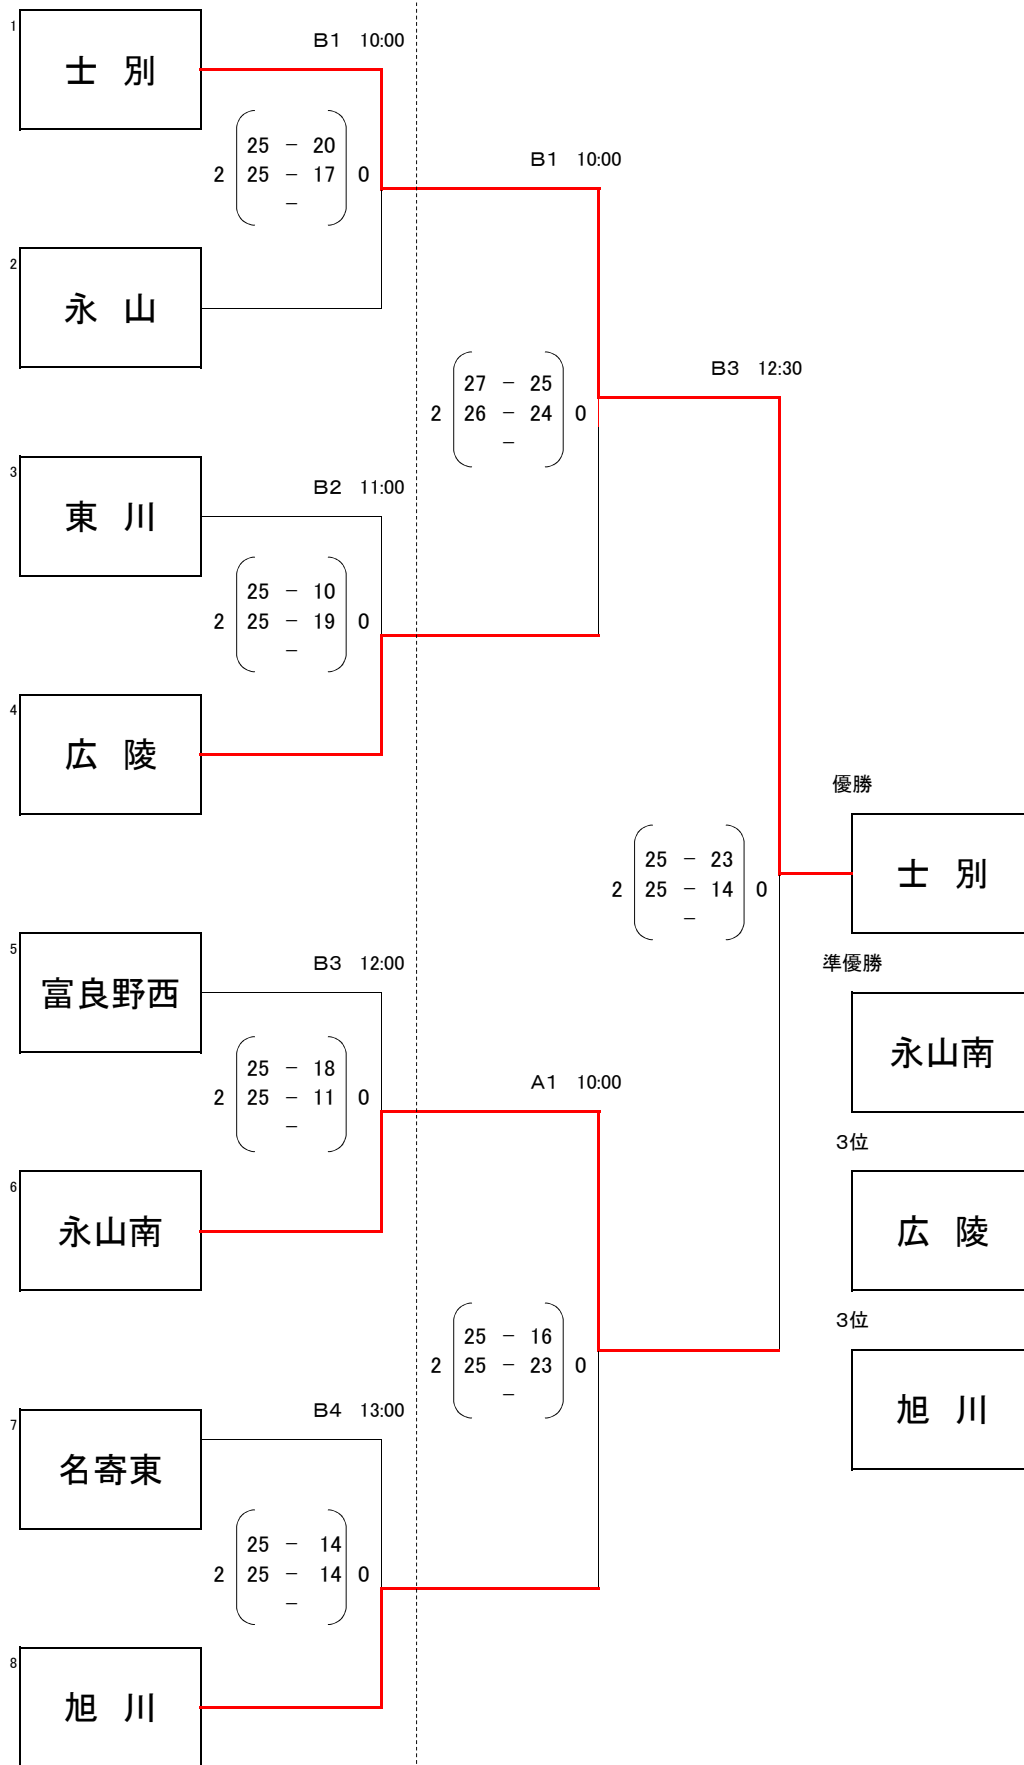 1
士 別
B1 10:00
25 - 20
2 25 - 17 0
-
B1 10:00
2
永 山
27 - 25
2 26 - 24 0
-
B3 12:30
3
東 川
B2 11:00
25 - 10
2 25 - 19 0
-
4
広 陵
優勝
士 別
25 - 23
2 25 - 14 0
-
5
富良野西
B3 12:00
準優勝
永山南
25 - 18
2 25 - 11 0
-
A1 10:00
3位
広 陵
6
永山南
3位
旭 川
25 - 16
2 25 - 23 0
-
7
名寄東
B4 13:00
25 - 14
2 25 - 14 0
-
8
旭 川